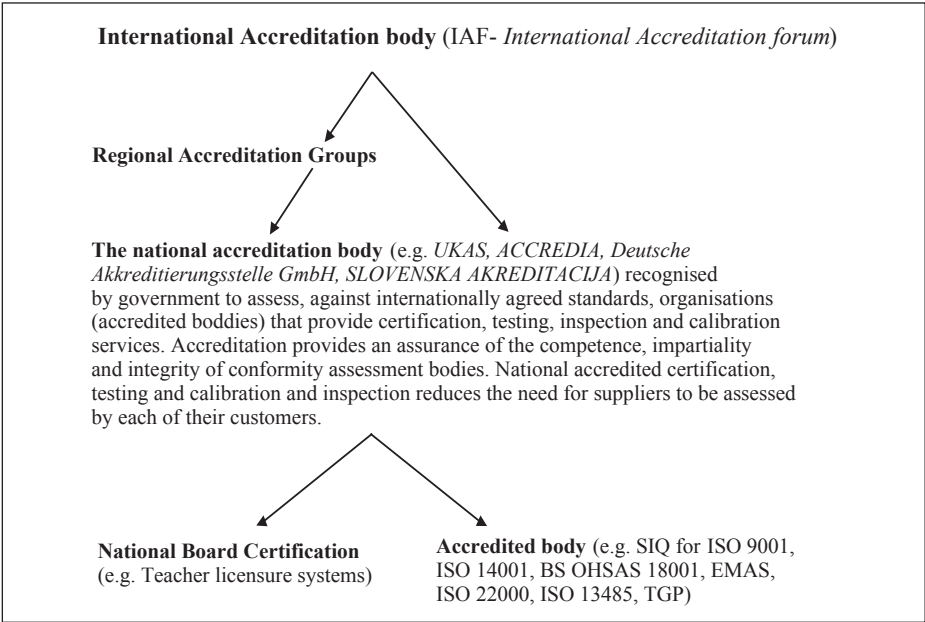 International Accreditation body (IAF- International Accreditation forum)
Regional Accreditation Groups
The national accreditation body (e.g. UKAS, ACCREDIA, Deutsche
Akkreditierungsstelle GmbH, SLOVENSKA AKREDITACIJA) recognised
by government to assess, against internationally agreed standards, organisations
(accredited boddies) that provide certification, testing, inspection and calibration
services. Accreditation provides an assurance of the competence, impartiality
and integrity of conformity assessment bodies. National accredited certification,
testing and calibration and inspection reduces the need for suppliers to be assessed
by each of their customers.
National Board Certification
(e.g. Teacher licensure systems)
Accredited body (e.g. SIQ for ISO 9001,
ISO 14001, BS OHSAS 18001, EMAS,
ISO 22000, ISO 13485, TGP)